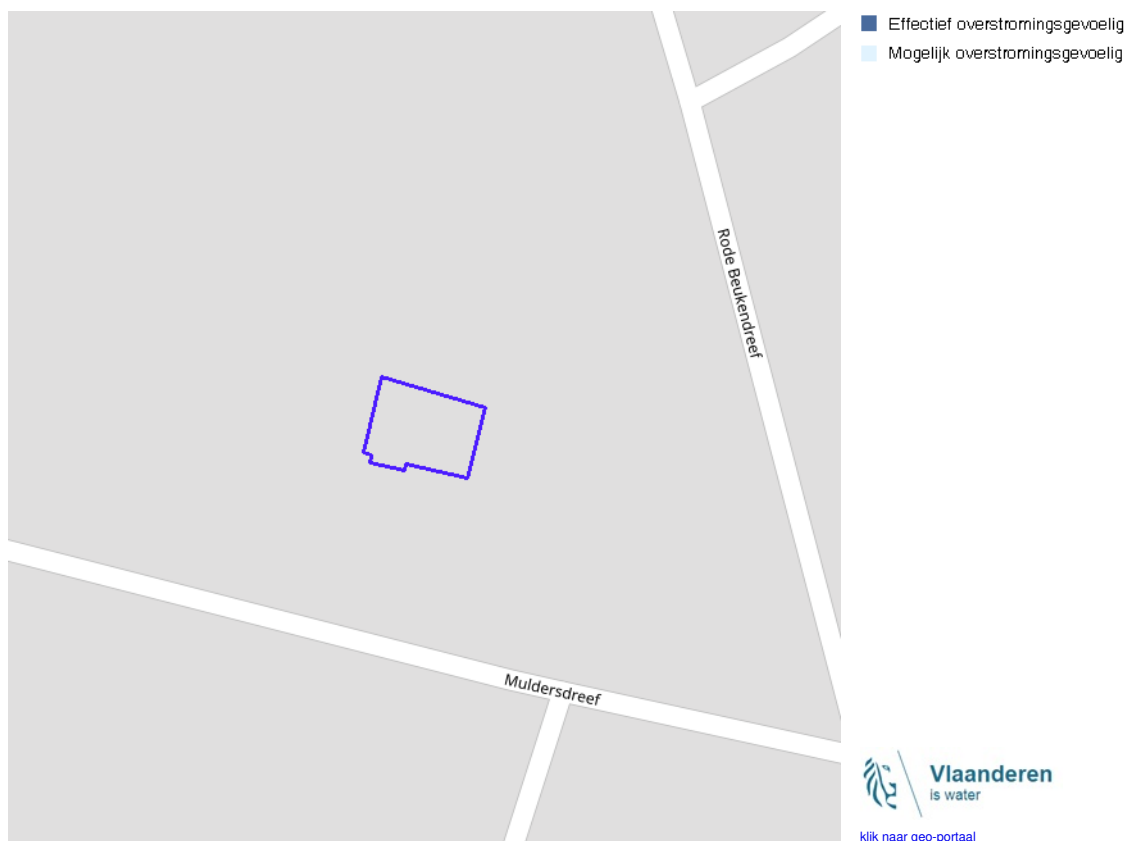 Effectief overstromingsgevoelig
Mogelijk overstromingsgevoelig
Rode Beukendreef
Muldersdreef
Vlaanderen
is water
klik naar geo-portaal